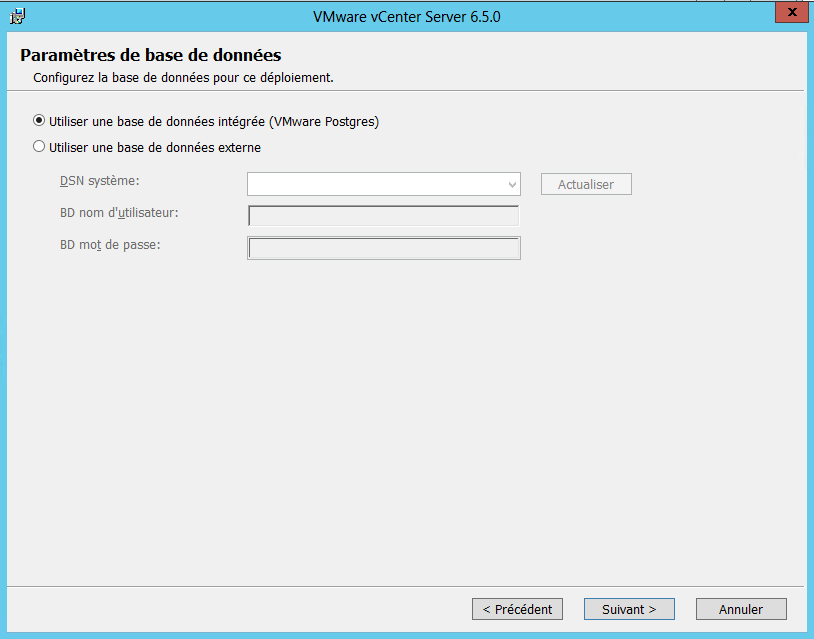 VMware vCenter Server 6.5.0
x
Paramètres de base de données
Configurez la base de données pour ce déploiement.
Utiliser une base de données intégrée (VMware Postgres)
Utiliser une base de données externe
DSN système:
Actualiser
BD nom d'utilisateur:
BD mot de passe:
< Précédent
Suivant >
Annuler